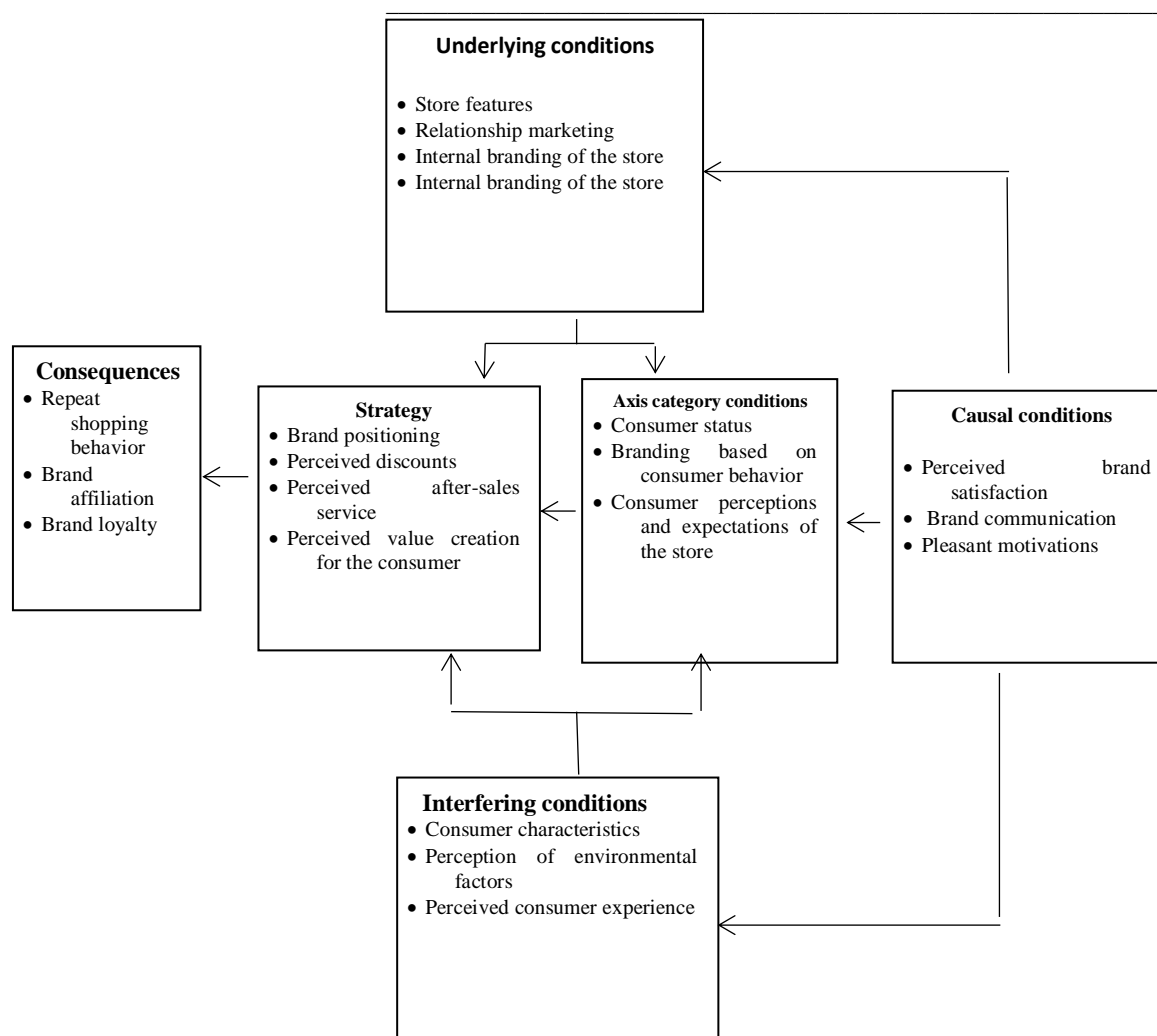 Underlying conditions
• Store features
• Relationship marketing
• Internal branding of the store
• Internal branding of the store
Consequences
• Repeat
shopping
behavior
• Brand
affiliation
• Brand loyalty
Strategy
• Brand positioning
• Perceived discounts
• Perceived after-sales
service
• Perceived value creation
for the consumer
Axis category conditions
• Consumer status
• Branding based on
consumer behavior
• Consumer perceptions
and expectations of
the store
Causal conditions
• Perceived brand
satisfaction
• Brand communication
• Pleasant motivations
Interfering conditions
• Consumer characteristics
• Perception of environmental
factors
• Perceived consumer experience